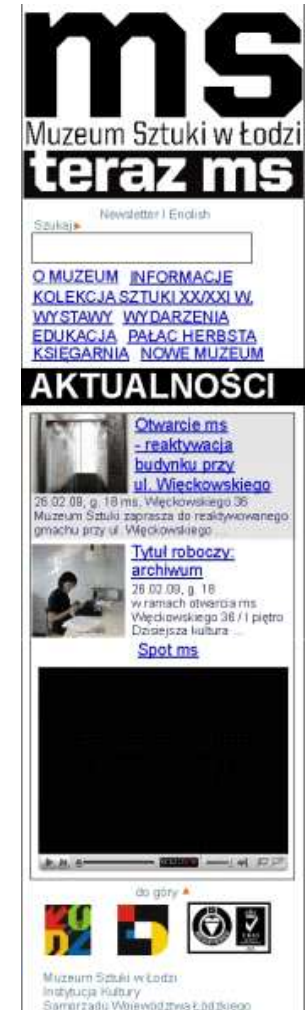 ms
Muzeum Sztuki w Łodzi
teraz ms
Newsletter | English
Szukaj
O MUZEUM INFORMACJE
KOLEKCJA SZTUKI XX/XXI W.
WYSTAWY WYDARZENIA
EDUKACJA PAŁAC HERBSTA
KSIĘGARNIA NOWE MUZEUM
AKTUALNOŚCI
Otwarcie ms
- reaktywacja
budynku przy
ul. Więckowskiego
26.02.09, g. 18 ms, Więckowskiego 36
Muzeum Sztuki zaprasza do reaktywowanego
gmachu przy ul. Więckowskiego
Tytuł roboczy:
archiwum
26.02.09, g. 18
w ramach otwarcia ms
Więckowskiego 36 / I piętro
Dzisiejsza kultura ...
Spot ms
do góry
Muzeum Sztuki w Łodzi
Instytucja Kultury
Samorządu Województwa Łódzkiego